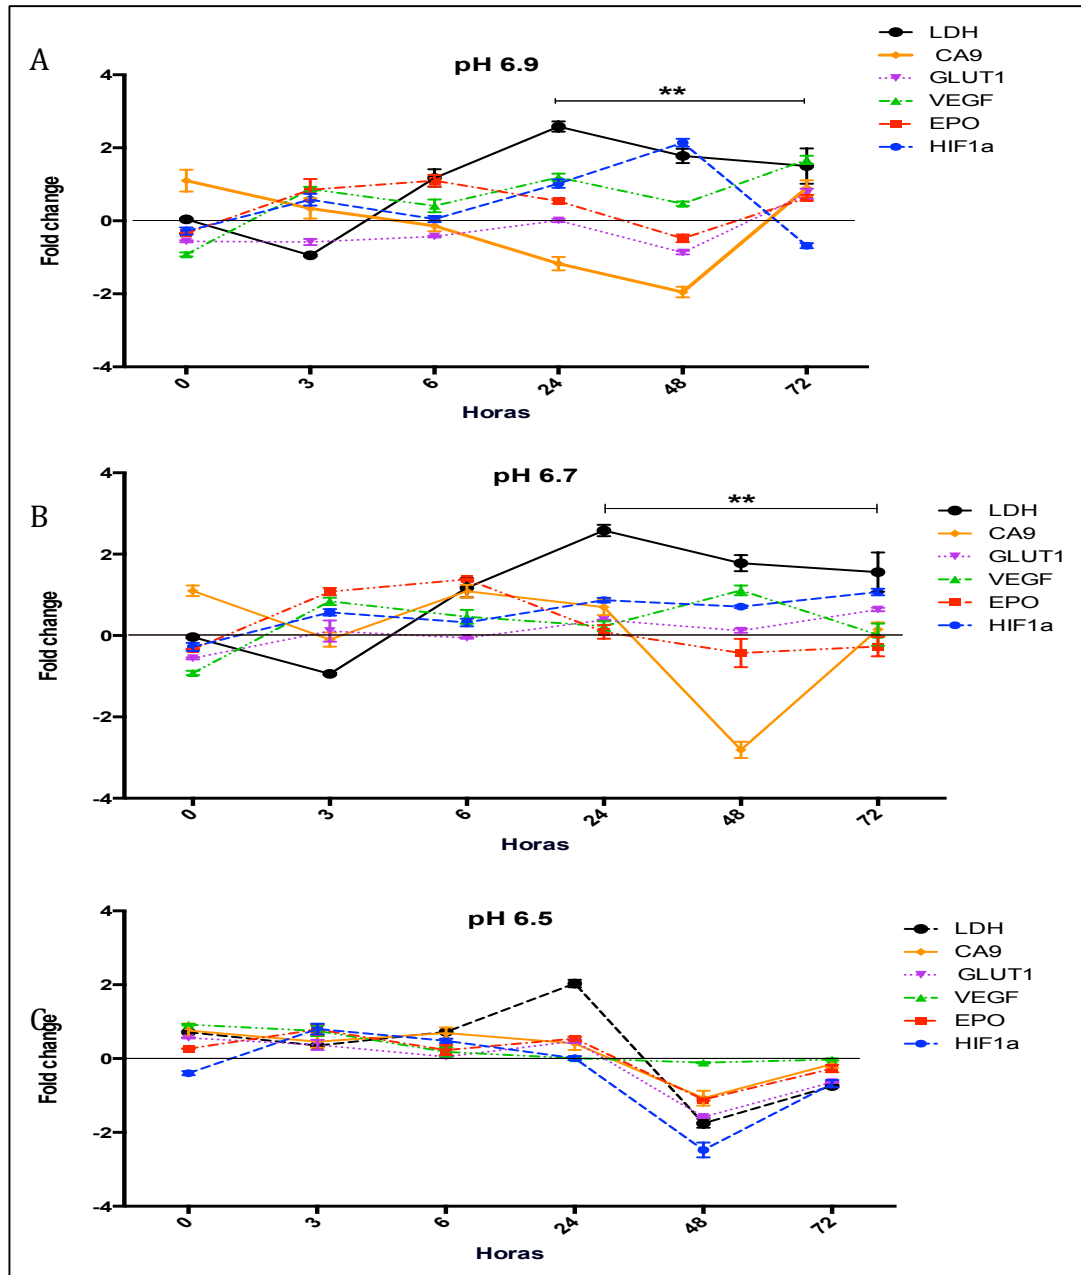 A
pH 6.9
**
LDH
CA9
GLUT1
VEGF
EPO
HIF1a
Fold change
4
2
0
-2
-4
0
3
6
24
48
72
Horas
B
pH 6.7
**
LDH
CA9
GLUT1
VEGF
EPO
HIF1a
Fold change
4
2
0
-2
-4
0
3
6
24
48
72
Horas
C
pH 6.5
LDH
CA9
GLUT1
VEGF
EPO
HIF1a
Fold change
4
2
0
-2
-4
0
3
6
24
48
72
Horas